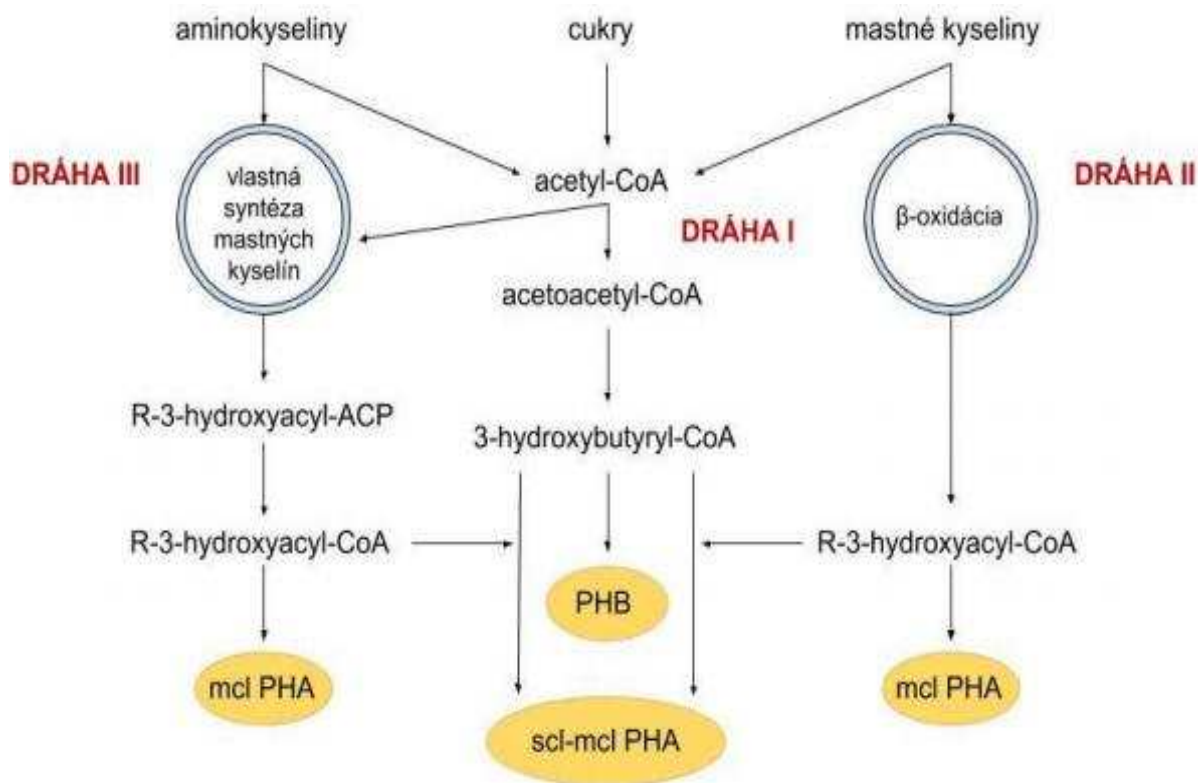 aminokyseliny
cukry
mastné kyseliny
DRÁHA III
vlastná
syntéza
mastných
kyselín
acetyl-CoA
DRÁHA I
β-oxidácia
DRÁHA II
acetoacetyl-CoA
R-3-hydroxyacyl-ACP
3-hydroxybutyryl-CoA
R-3-hydroxyacyl-CoA
R-3-hydroxyacyl-CoA
PHB
mcl PHA
mcl PHA
scl-mcl PHA